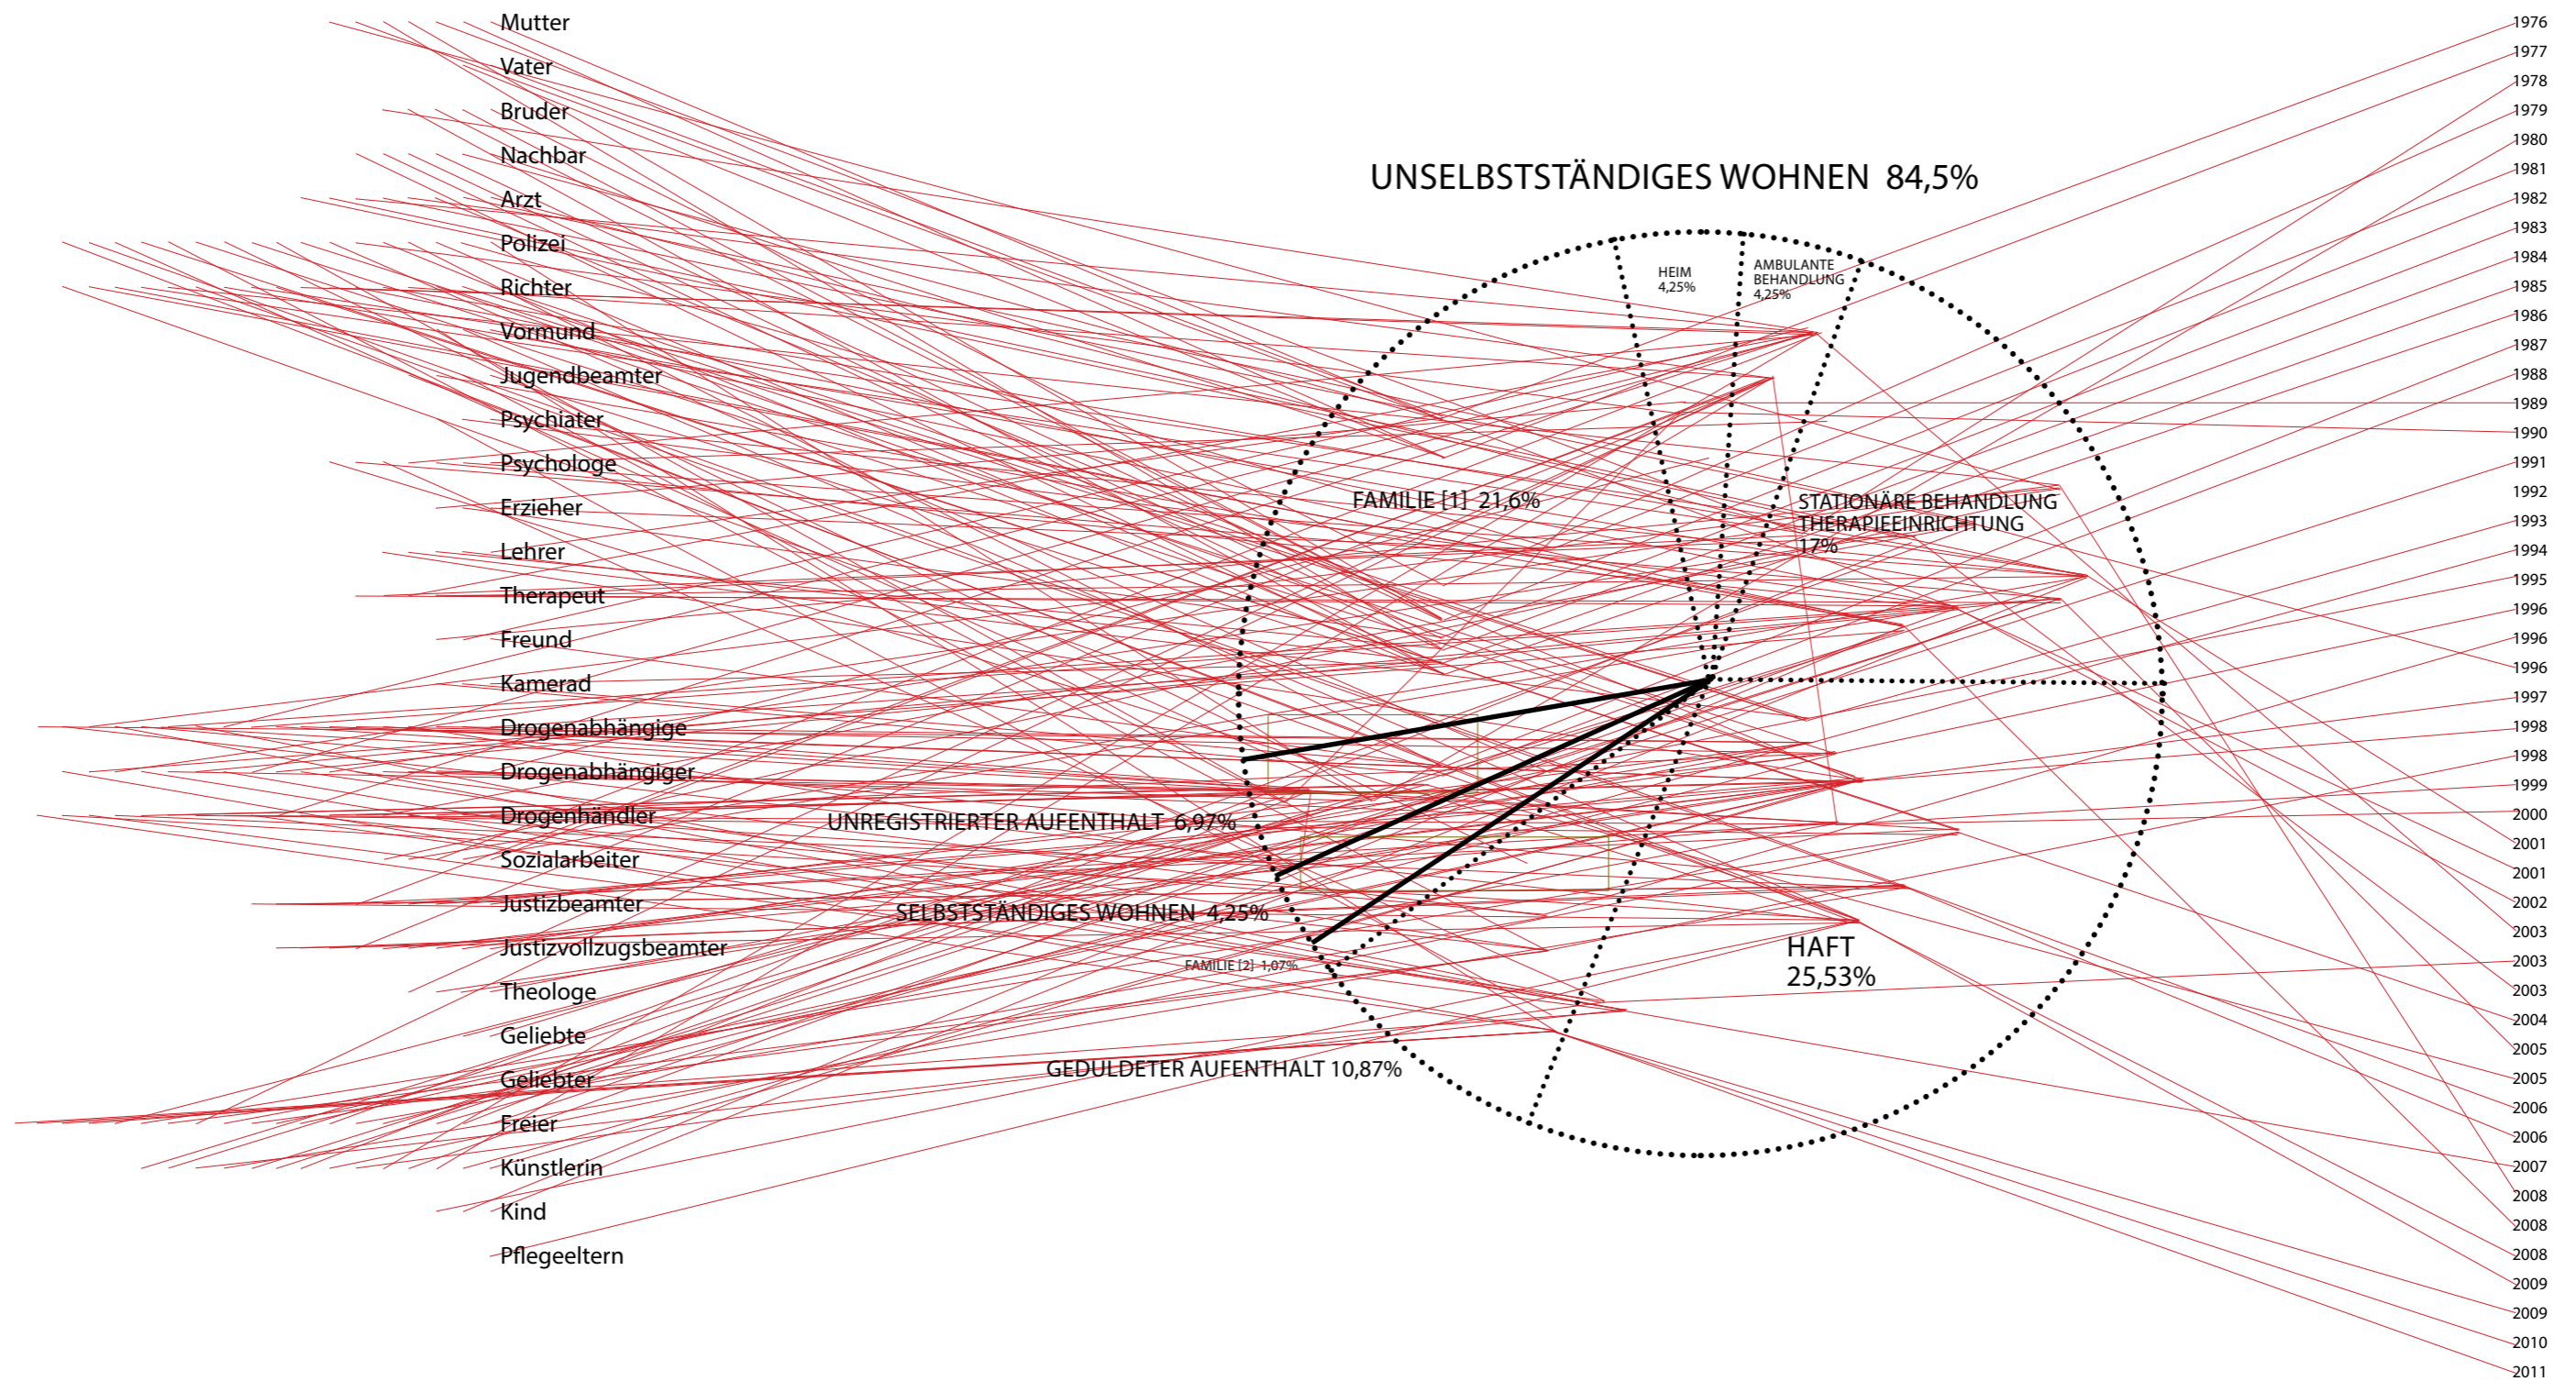 Mutter
Vater
Bruder
Nachbar
Arzt
Polizei
Richter
Vormund
Jugendbeamter
Psychiater
Psychologe
Erzieher
Lehrer
Therapeut
Freund
Kamerad
Drogenabhängige
Drogenabhängiger
Drogenhändler
Sozialarbeiter
Justizbeamter
Justizvollzugsbeamter
Theologe
Geliebte
Geliebter
Freier
Künstlerin
Kind
Pflegeeltern
UNSELBSTSTÄNDIGES WOHNEN 84,5%
HEIM
4,25%
AMBULANTE
BEHANDLUNG
4,25%
FAMILIE [1] 21,6%
STATIONÄRE BEHANDLUNG
THERAPIEEINRICHTUNG
17%
UNREGISTRIERTER AUFENTHALT 6,97%
SELBSTSTÄNDIGES WOHNEN 4,25%
FAMILIE [2] 1,07%
HAFT
25,53%
GEDULDETER AUFENTHALT 10,87%
1976
1977
1978
1979
1980
1981
1982
1983
1984
1985
1986
1987
1988
1989
1990
1991
1992
1993
1994
1995
1996
1996
1996
1997
1998
1998
1999
2000
2001
2001
2002
2003
2003
2003
2004
2005
2005
2006
2006
2007
2008
2008
2008
2009
2009
2010
2011